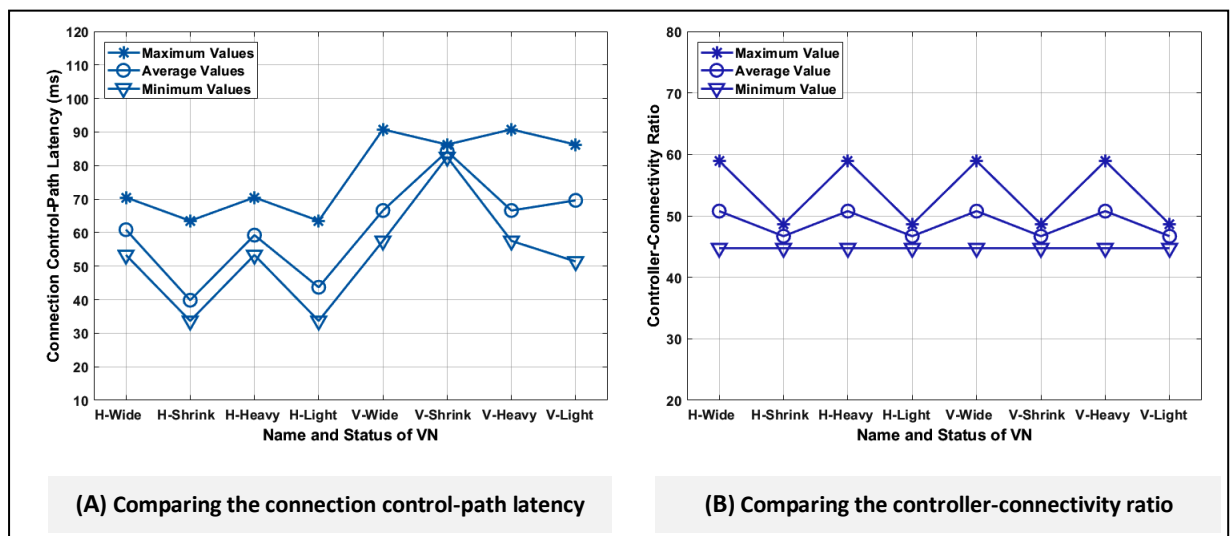 120
110
100
90
80
70
60
50
40
30
20
10
Connection Control-Path Latency (ms)
Maximum Values
Average Values
Minimum Values
H-Wide H-Shrink H-Heavy H-Light V-Wide V-Shrink V-Heavy V-Light
Name and Status of VN
(A) Comparing the connection control-path latency
80
70
60
50
40
30
20
Controller-Connectivity Ratio
Maximum Value
Average Value
Minimum Value
H-Wide H-Shrink H-Heavy H-Light V-Wide V-Shrink V-Heavy V-Light
Name and Status of VN
(B) Comparing the controller-connectivity ratio